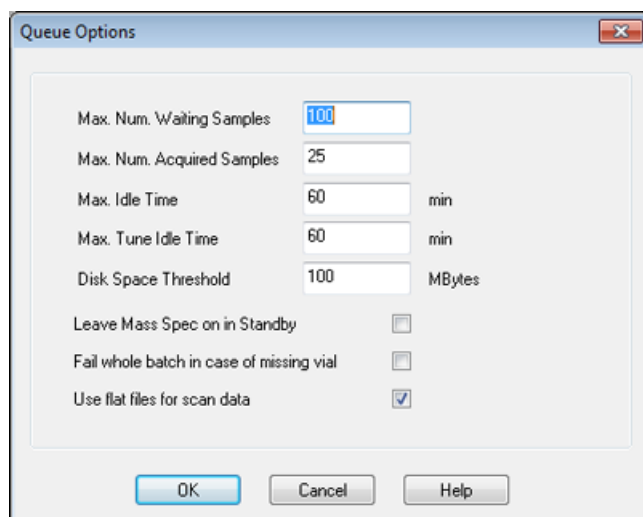 Queue Options
Max. Num. Waiting Samples 100
Max. Num. Acquired Samples 25
Max. Idle Time 60 min
Max. Tune Idle Time 60 min
Disk Space Threshold 100 MBytes
Leave Mass Spec on in Standby
Fail whole batch in case of missing vial
Use flat files for scan data
OK Cancel Help